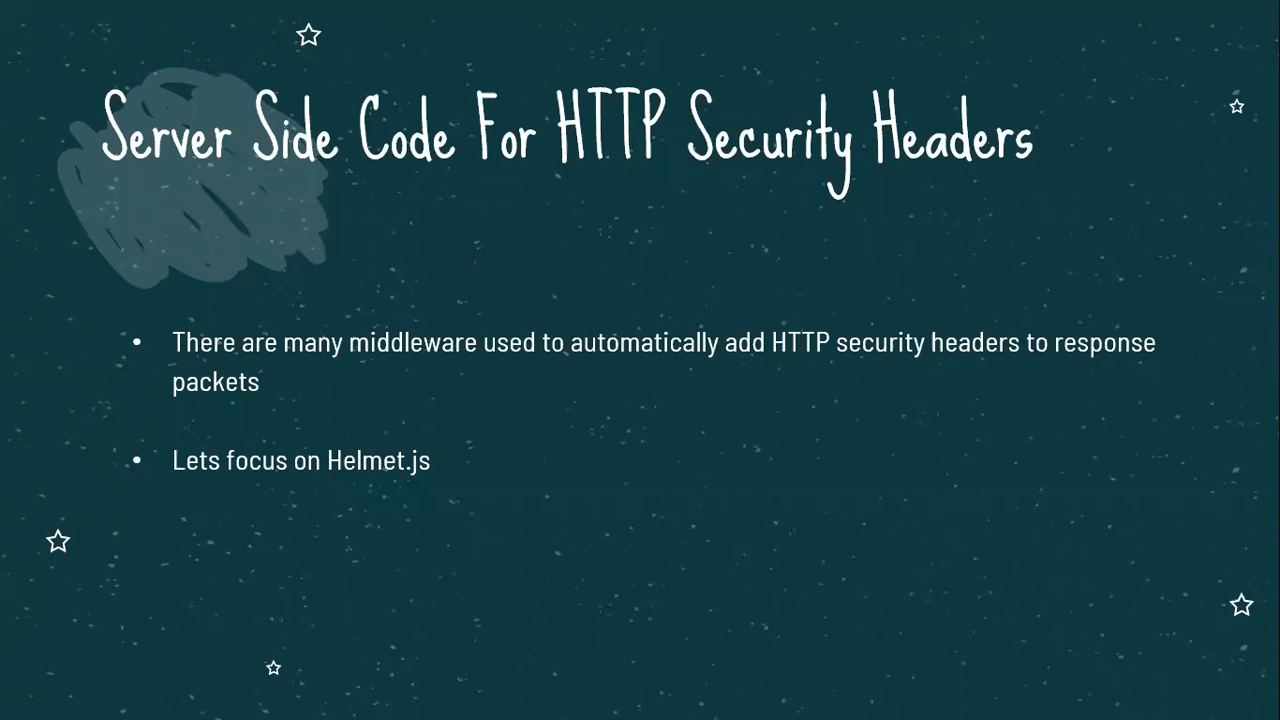 Server Side Code For HTTP Security Headers
• There are many middleware used to automatically add HTTP security headers to response
packets
• Lets focus on Helmet.js